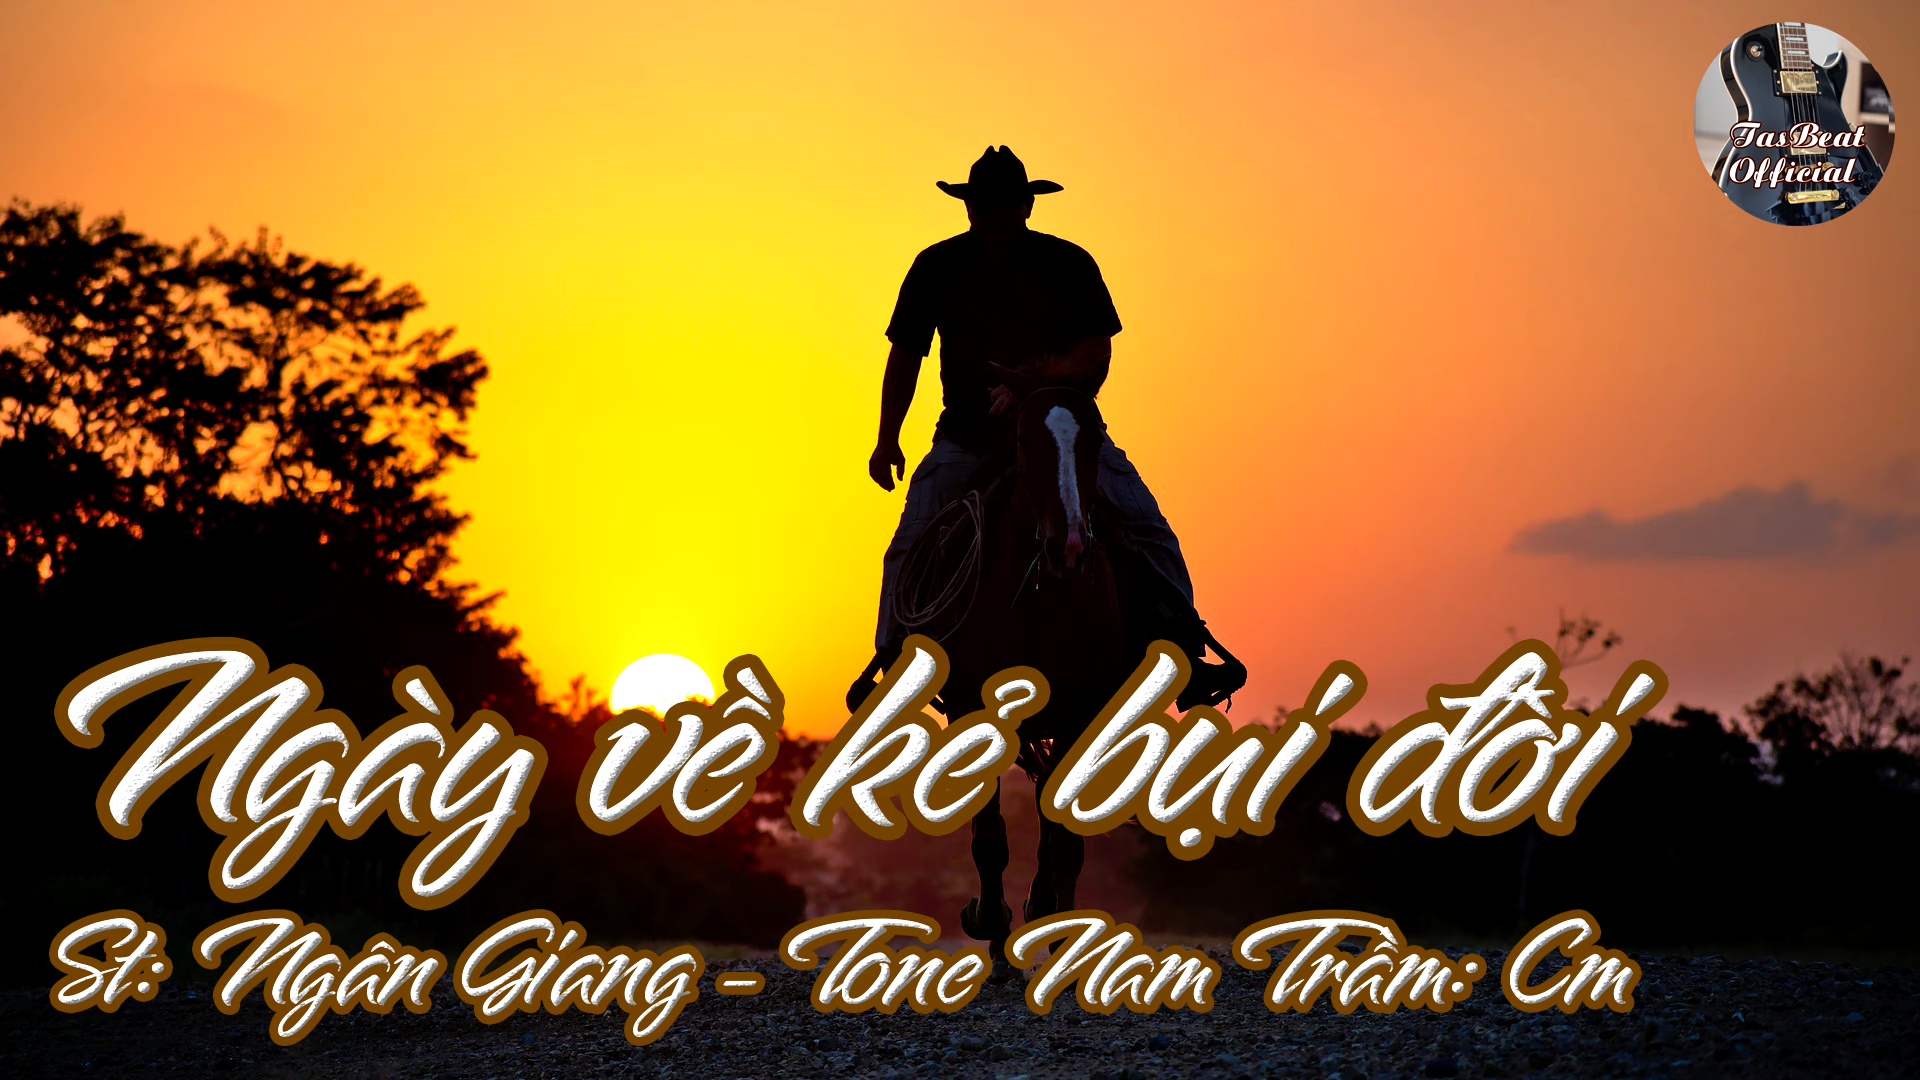 TasBeat
Official
Ngày về kẻ bụi đời
St: Ngân Giang - Tone Nam Trầm: Cm